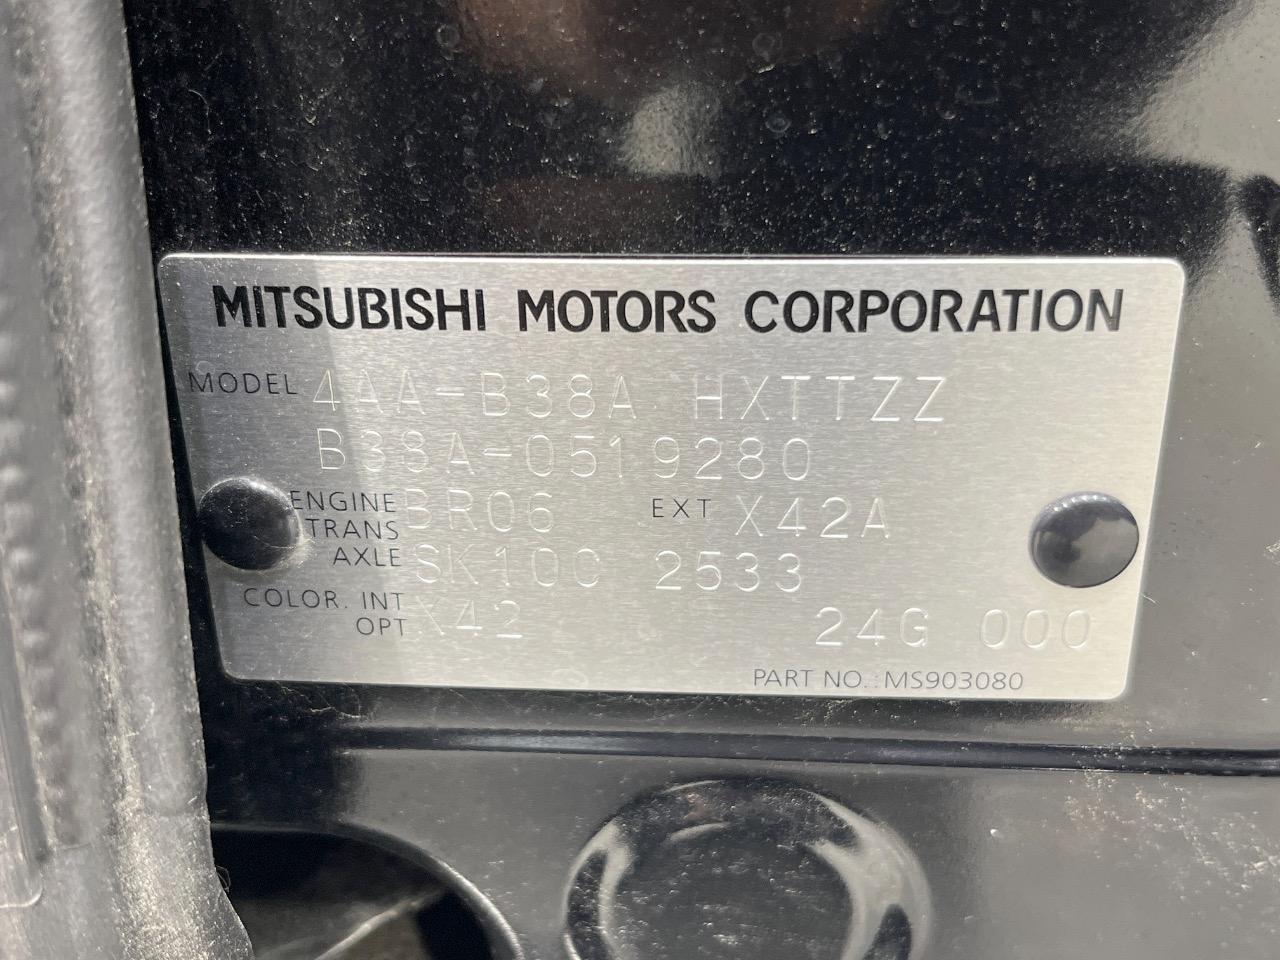 MITSUBISHI MOTORS CORPORATION
MODEL 4AA-B38A HXTTZZ
B38A-0519280
ENGINE BR06 EXT X42A
TRANS
AXLE SK10C 2533
COLOR. INT X42 24G 000
OPT
PART NO.:MS903080